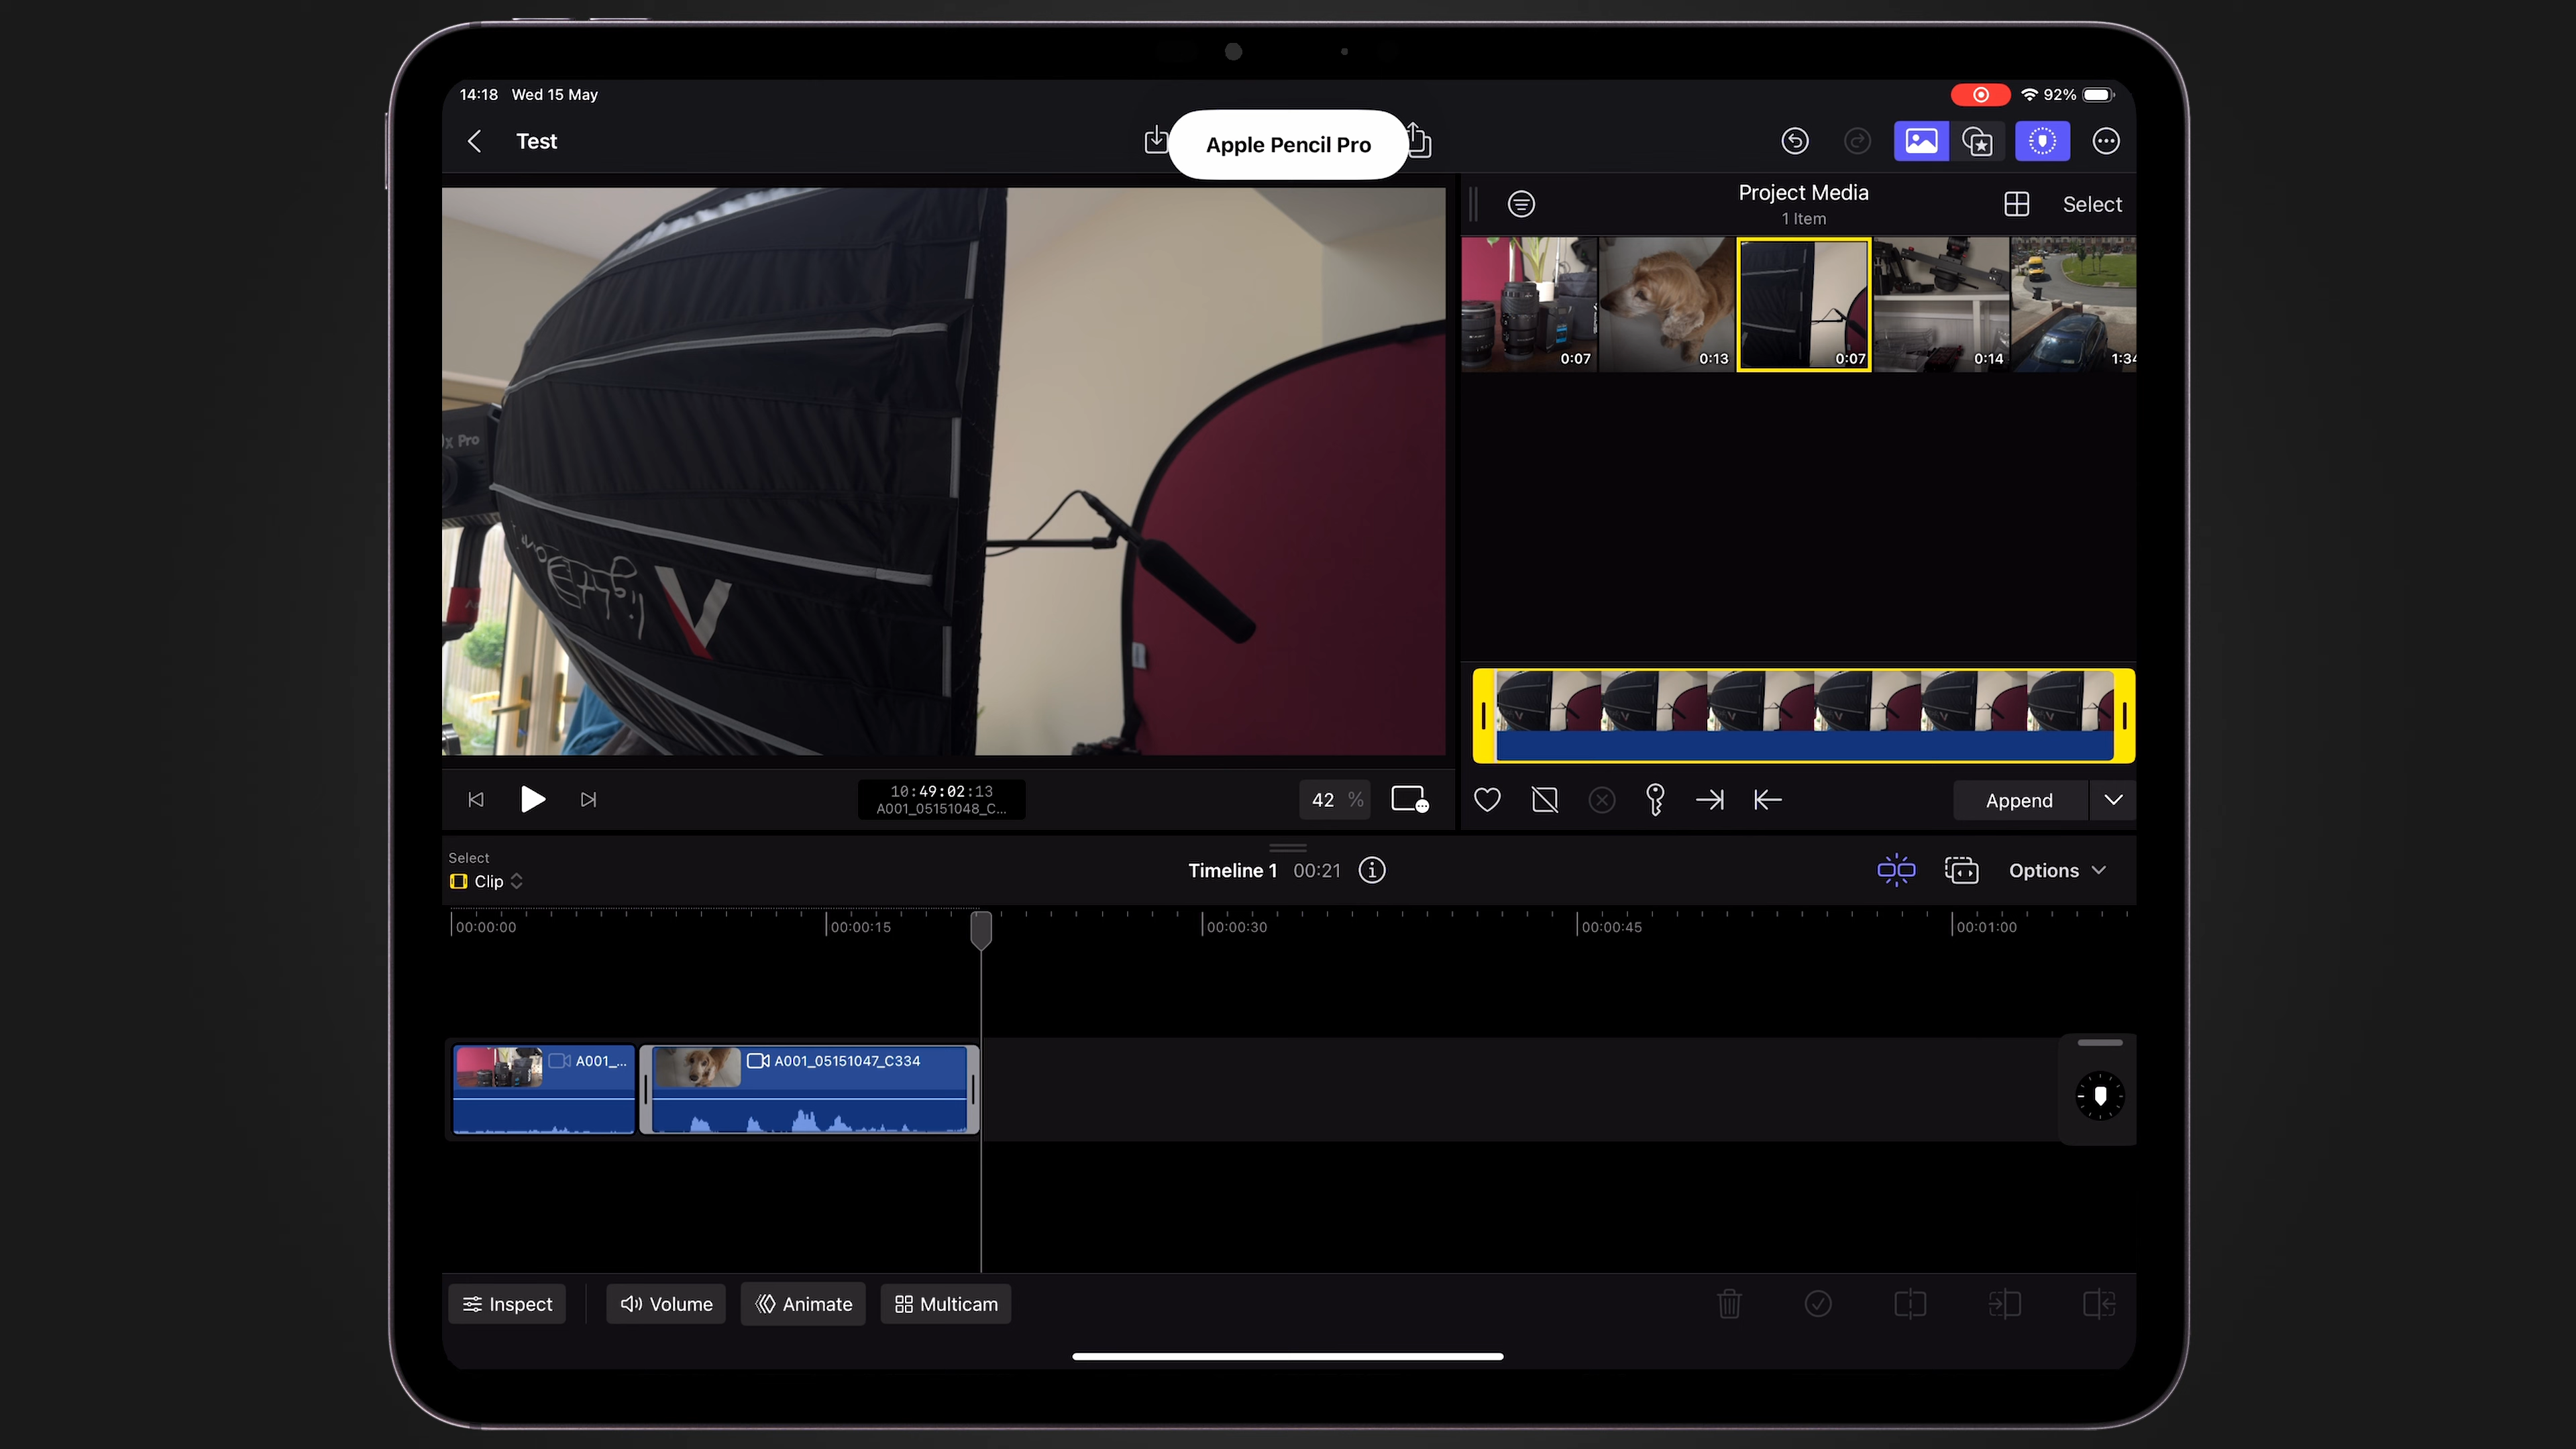 14:18 Wed 15 May
92%
Test
Apple Pencil Pro
Project Media
1 Item
Select
0:07
0:13
0:07
0:14
1:34
x Pro
10:49:02:13
A001_05151048_C...
42 %
Append
Select
Clip
Timeline 1 00:21
Options
00:00:00
00:00:15
00:00:30
00:00:45
00:01:00
A001_...
A001_05151047_C334
Inspect
Volume
Animate
Multicam